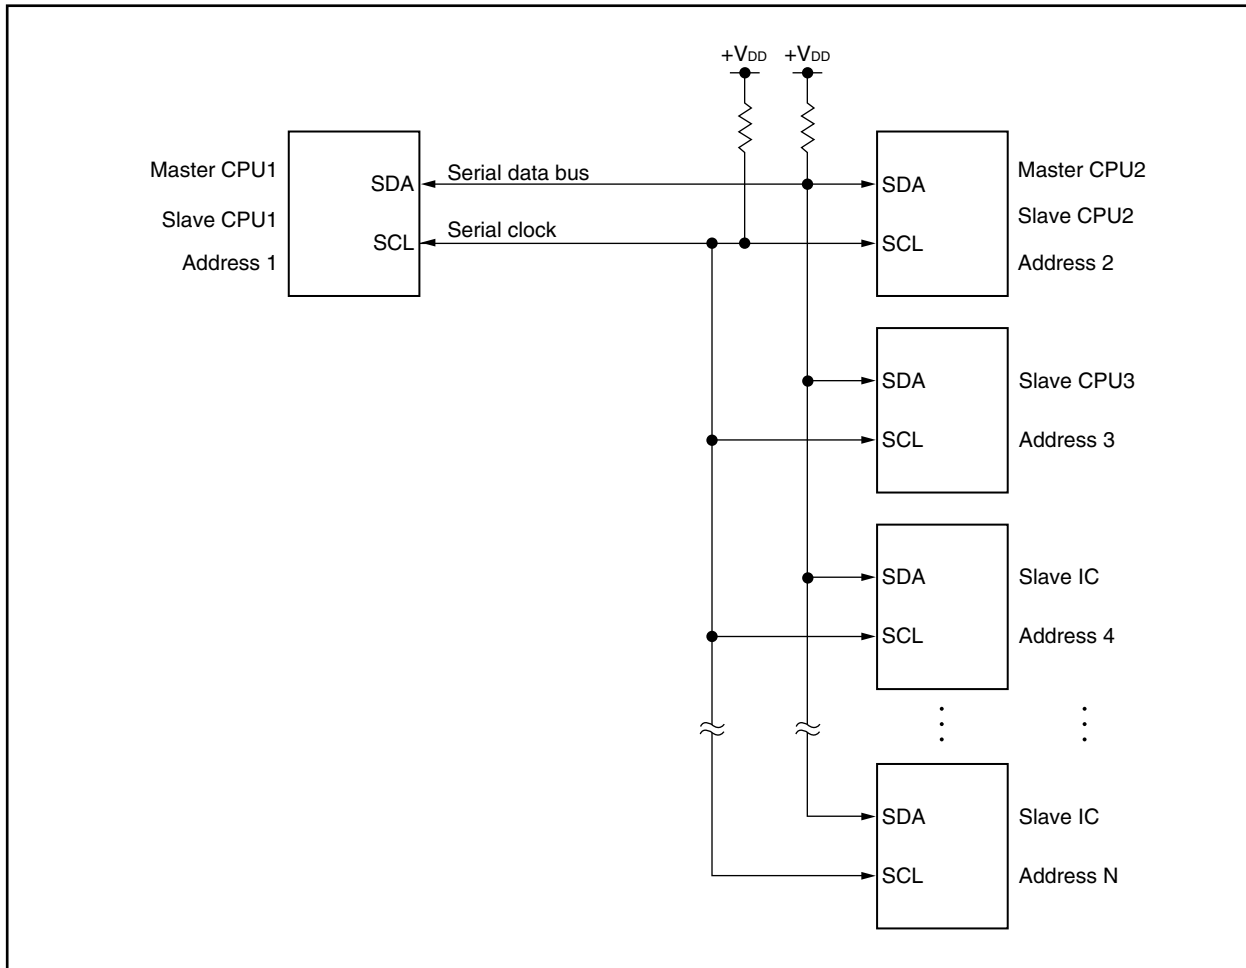 +VDD +VDD
Master CPU1
Slave CPU1
Address 1
SDA
SCL
Serial data bus
Serial clock
SDA
SCL
Master CPU2
Slave CPU2
Address 2
SDA
SCL
Slave CPU3
Address 3
SDA
SCL
Slave IC
Address 4
SDA
SCL
Slave IC
Address N